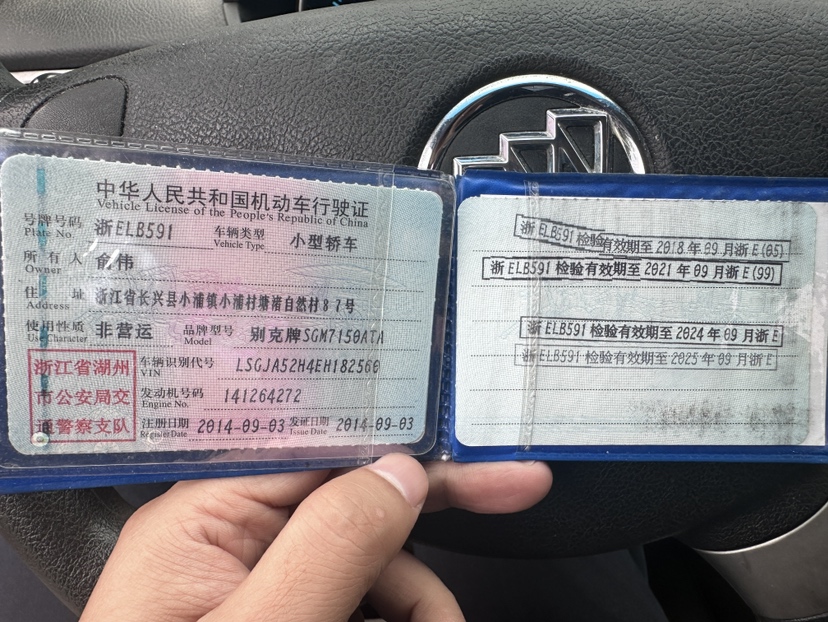 中华人民共和国机动车行驶证
Vehicle License of the People's Republic of China
号牌号码 浙ELB591 车辆类型 小型轿车
Plate No. Vehicle Type
所有人 俞伟
Owner
住址 浙江省长兴县小浦镇小浦村塘渚自然村87号
Address
使用性质 非营运 品牌型号 别克牌SGM7150ATA
Use Character Model
浙江省湖州市公安局交通警察支队
车辆识别代号 LSGJA52H4EH182560
VIN
发动机号码 141264272
Engine No.
注册日期 2014-09-03 发证日期 2014-09-03
Register Date Issue Date
浙ELB591检验有效期至2018年09月浙E(05)
浙ELB591检验有效期至2021年09月浙E(99)
浙ELB591检验有效期至2024年09月浙E
浙ELB591检验有效期至2025年09月浙E